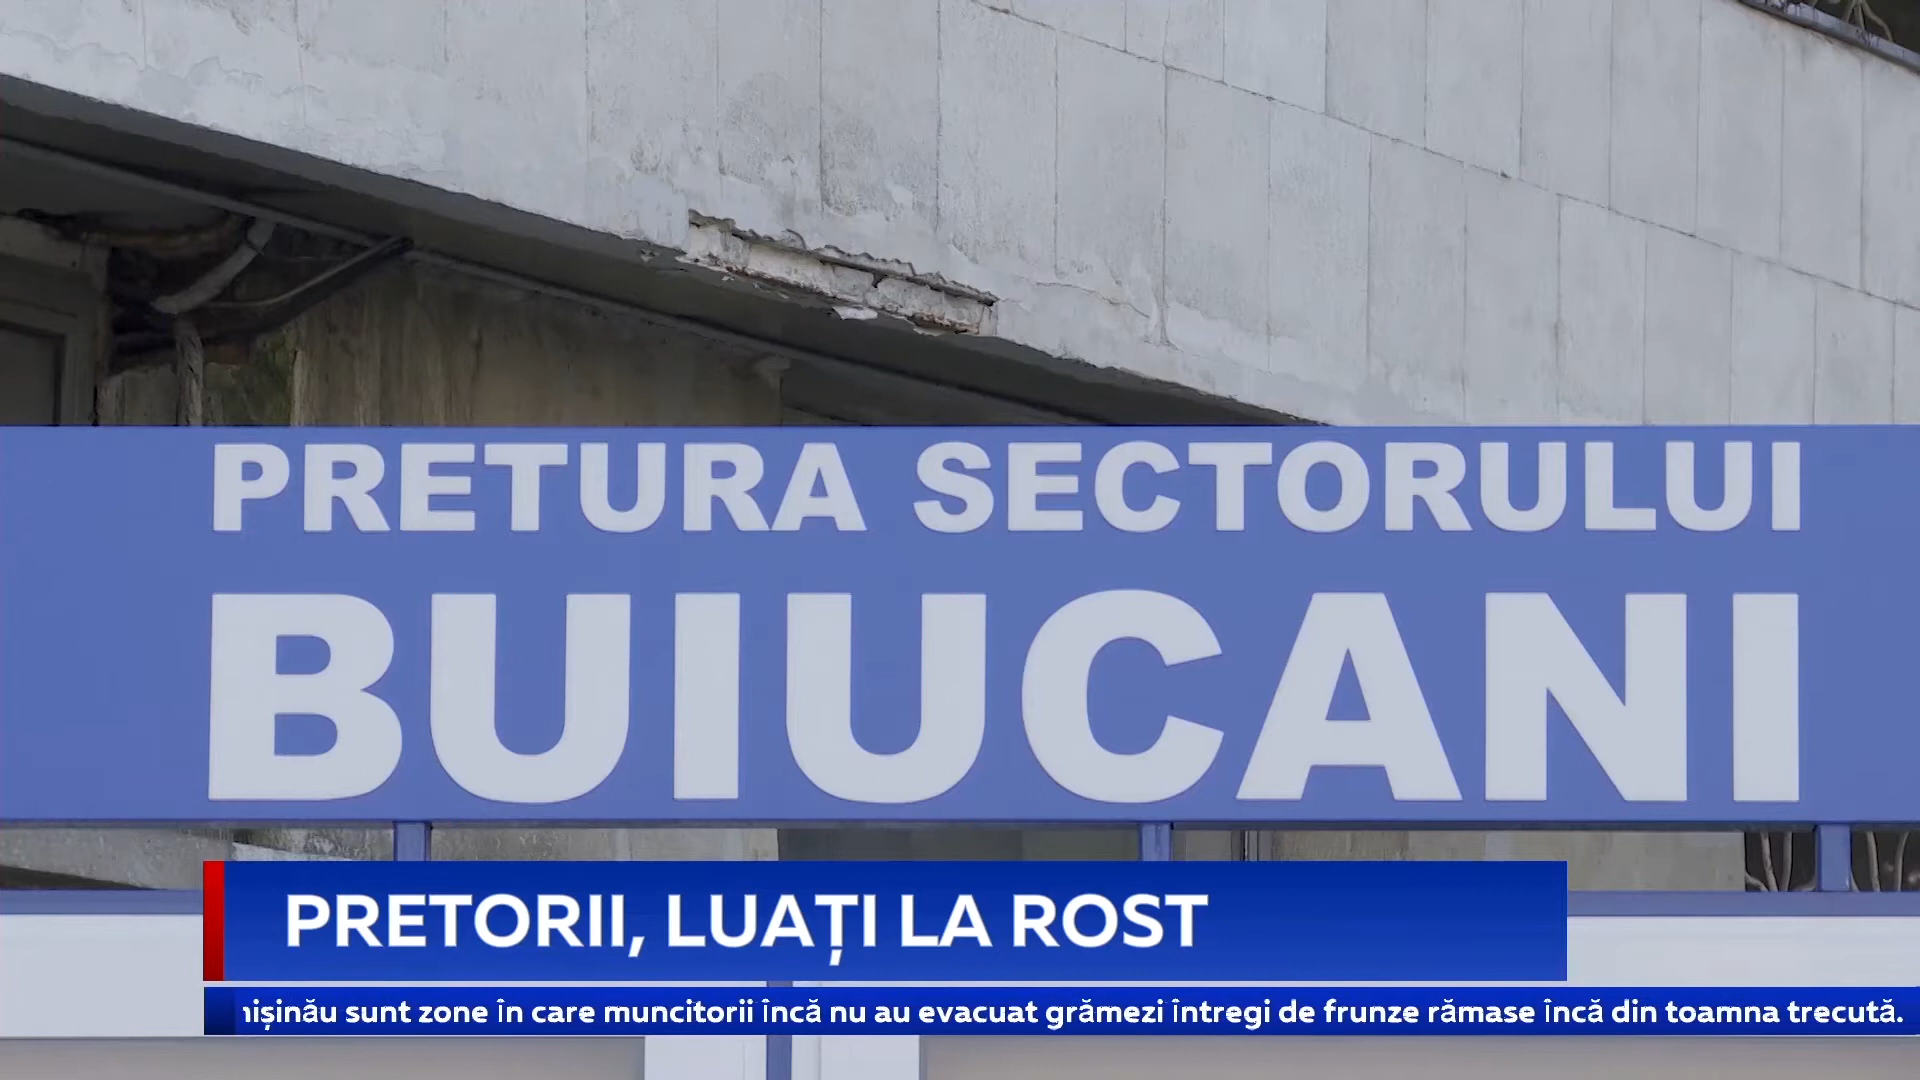 PRETURA SECTORULUI
BUIUCANI
PRETORII, LUAȚI LA ROST
sunt zone în care muncitorii încă nu au evacuat grămezi întregi de frunze rămase încă din toamna trecută.